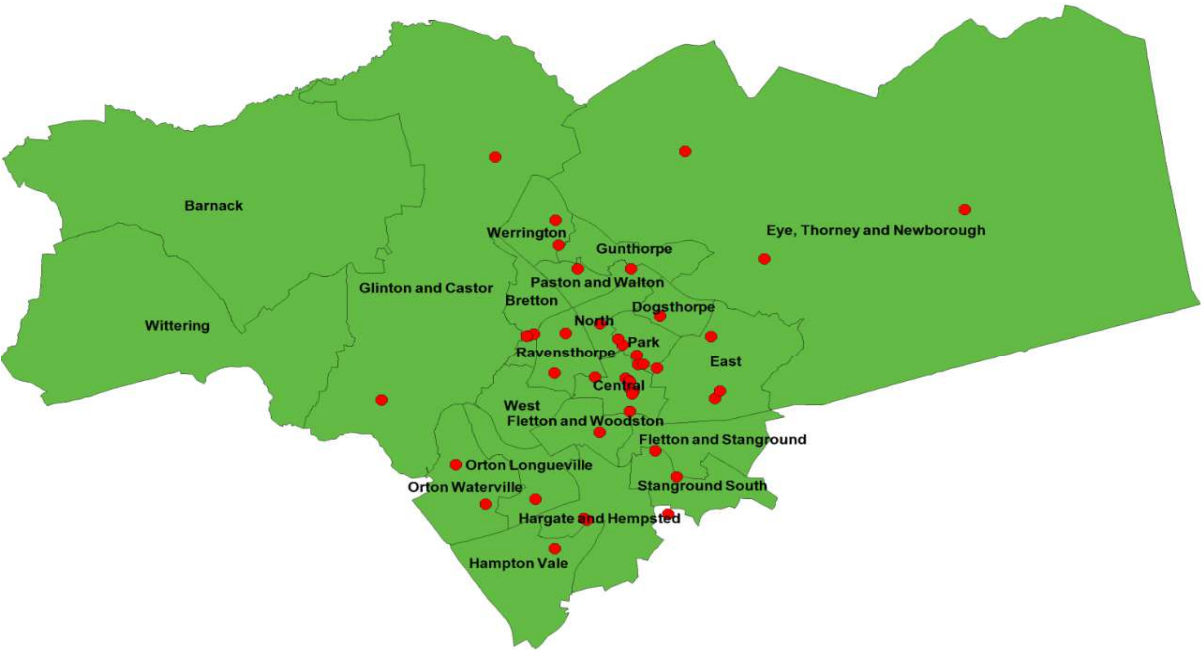 Barnack
Werrington
Eye, Thorney and Newborough
Gunthorpe
Paston and Walton
Glinton and Castor
Bretton
Dogsthorpe
North
Wittering
Park
Ravensthorpe
East
Central
West
Fletton and Woodston
Fletton and Stanground
Orton Longueville
Orton Waterville
Stanground South
Hargate and Hempsted
Hampton Vale